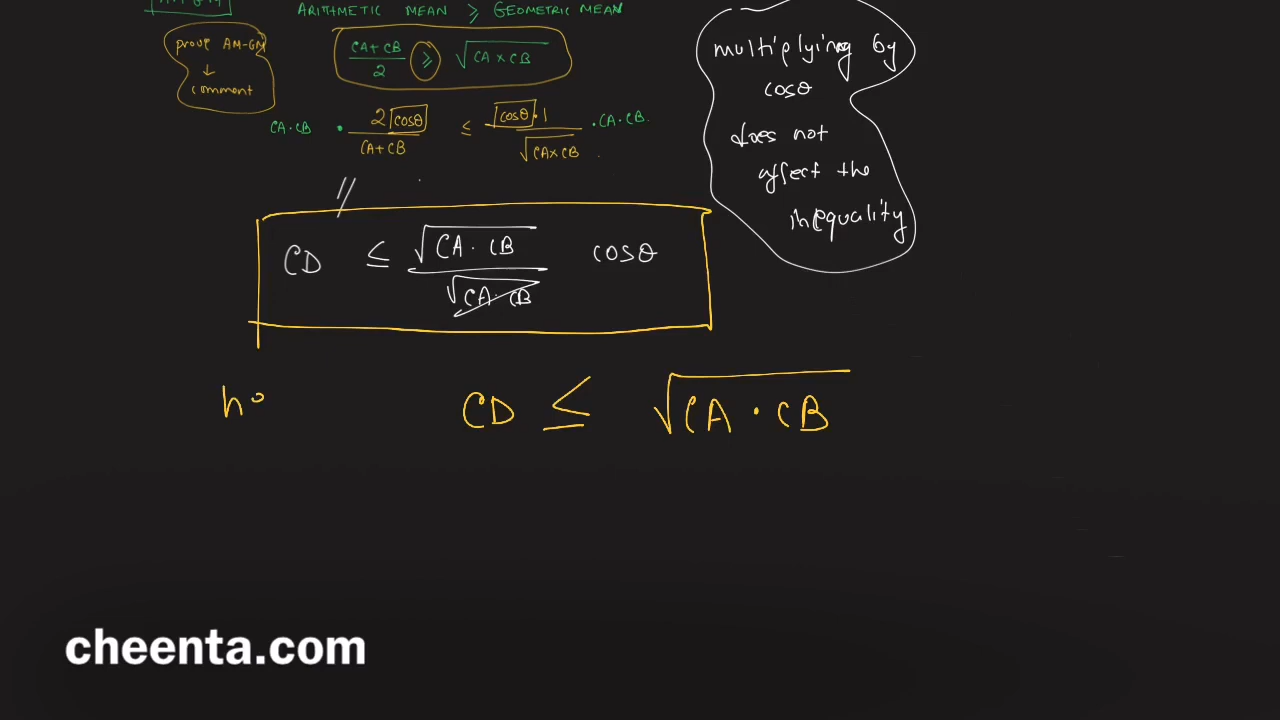 AM-GM
ARITHMETIC MEAN ≥ GEOMETRIC MEAN
prove AM-GM
↓
comment
(CA+CB)/2 ≥ √(CA×CB)
CA·CB · 2cosθ/(CA+CB) ≤ cosθ·1/√(CA×CB) · CA·CB.
multiplying by
cosθ
does not
affect the
inequality
//
CD ≤ √(CA·CB)/√(CA·CB) cosθ
CD ≤ √(CA·CB)
cheenta.com